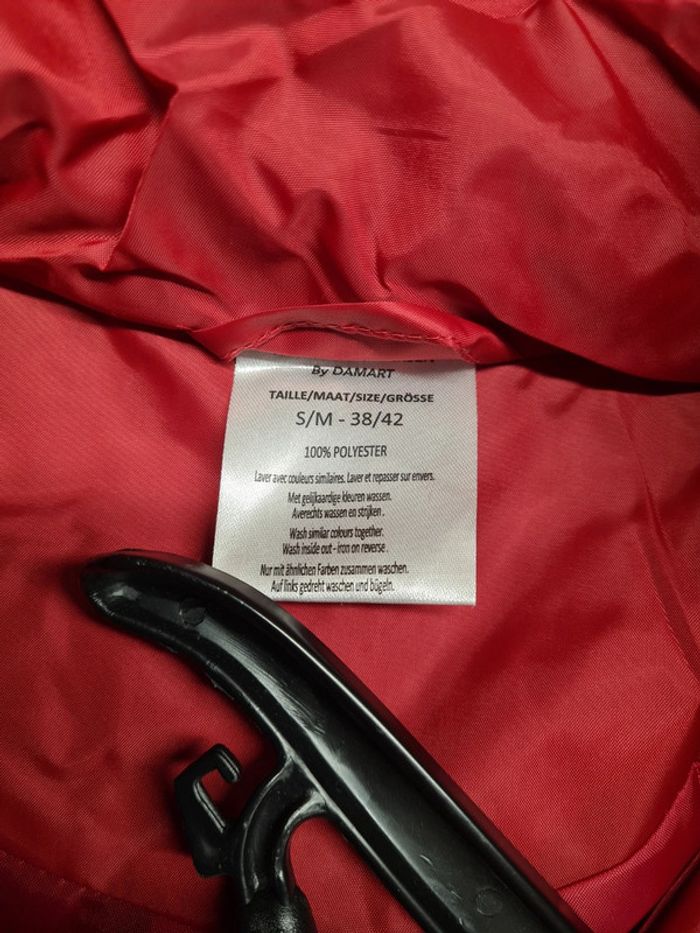 By DAMART
TAILLE/MAAT/SIZE/GRÖSSE
S/M - 38/42
100% POLYESTER
Laver avec couleurs similaires. Laver et repasser sur envers.
Met gelijkaardige kleuren wassen.
Averechts wassen en strijken.
Wash similar colours together.
Wash inside out - iron on reverse.
Nur mit ähnlichen Farben zusammen waschen.
Auf links gedreht waschen und bügeln.